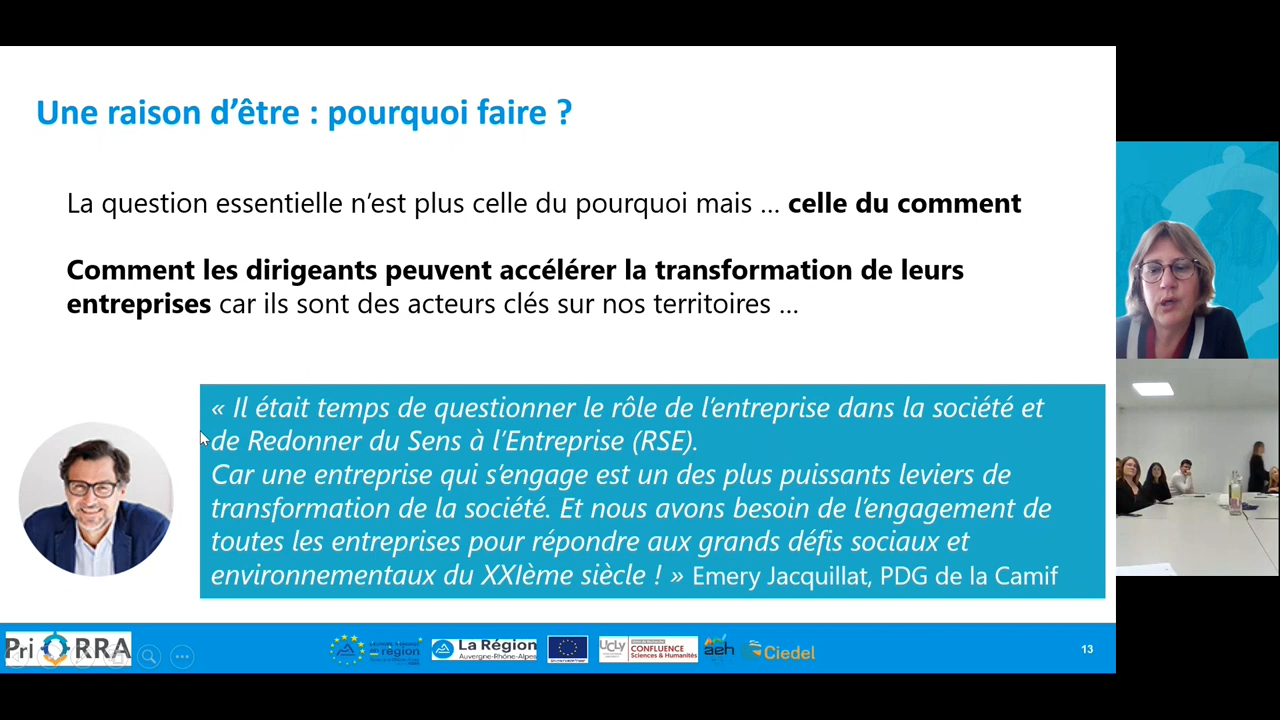 Une raison d’être : pourquoi faire ?
La question essentielle n’est plus celle du pourquoi mais … celle du comment
Comment les dirigeants peuvent accélérer la transformation de leurs
entreprises car ils sont des acteurs clés sur nos territoires …
« Il était temps de questionner le rôle de l’entreprise dans la société et
de Redonner du Sens à l’Entreprise (RSE).
Car une entreprise qui s’engage est un des plus puissants leviers de
transformation de la société. Et nous avons besoin de l’engagement de
toutes les entreprises pour répondre aux grands défis sociaux et
environnementaux du XXIème siècle ! » Emery Jacquillat, PDG de la Camif
PriORRA
la région
La Région
Auvergne-Rhône-Alpes
UCLy
CONFLUENCE
Sciences & Humanités
aeh
Ciedel
13